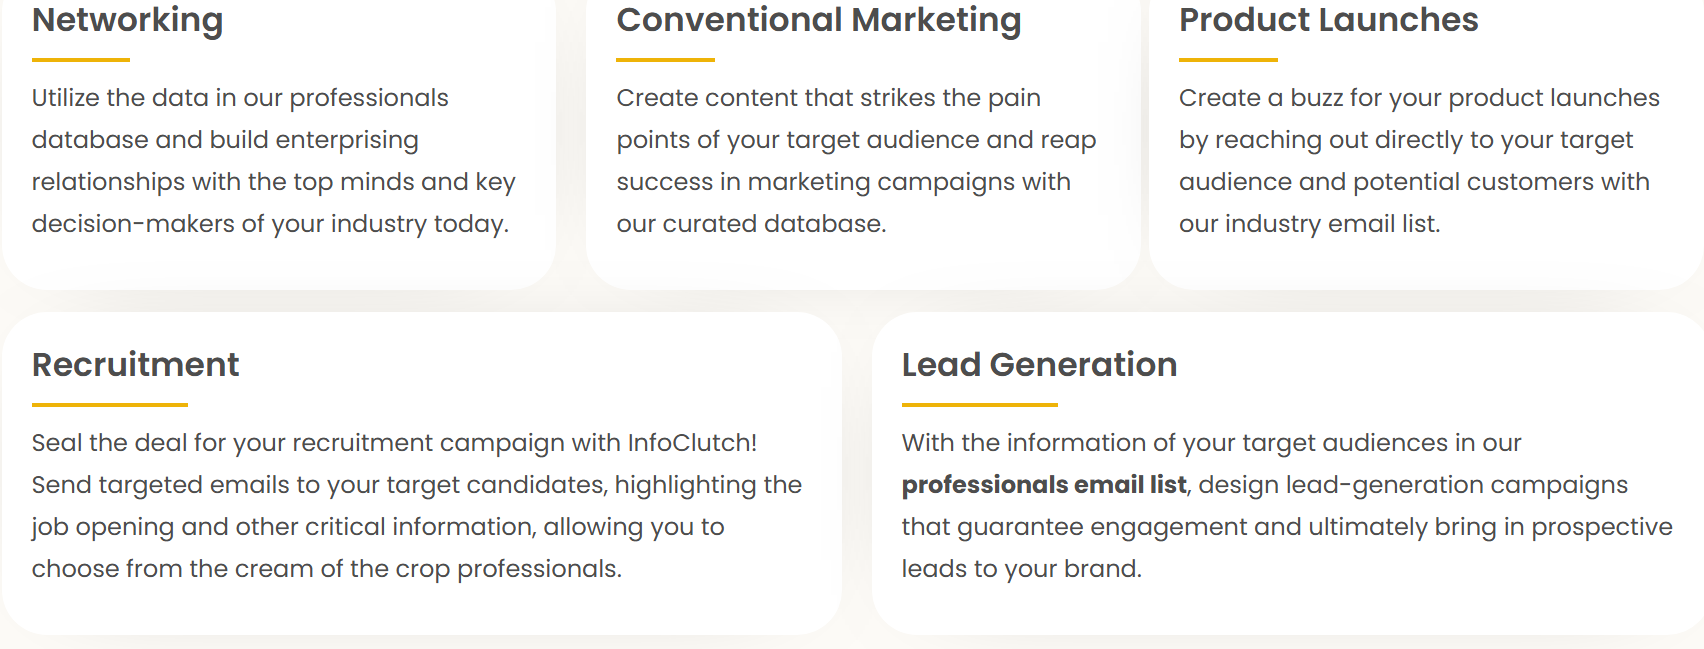 Networking
Utilize the data in our professionals
database and build enterprising
relationships with the top minds and key
decision-makers of your industry today.
Conventional Marketing
Create content that strikes the pain
points of your target audience and reap
success in marketing campaigns with
our curated database.
Product Launches
Create a buzz for your product launches
by reaching out directly to your target
audience and potential customers with
our industry email list.
Recruitment
Seal the deal for your recruitment campaign with InfoClutch!
Send targeted emails to your target candidates, highlighting the
job opening and other critical information, allowing you to
choose from the cream of the crop professionals.
Lead Generation
With the information of your target audiences in our
professionals email list, design lead-generation campaigns
that guarantee engagement and ultimately bring in prospective
leads to your brand.